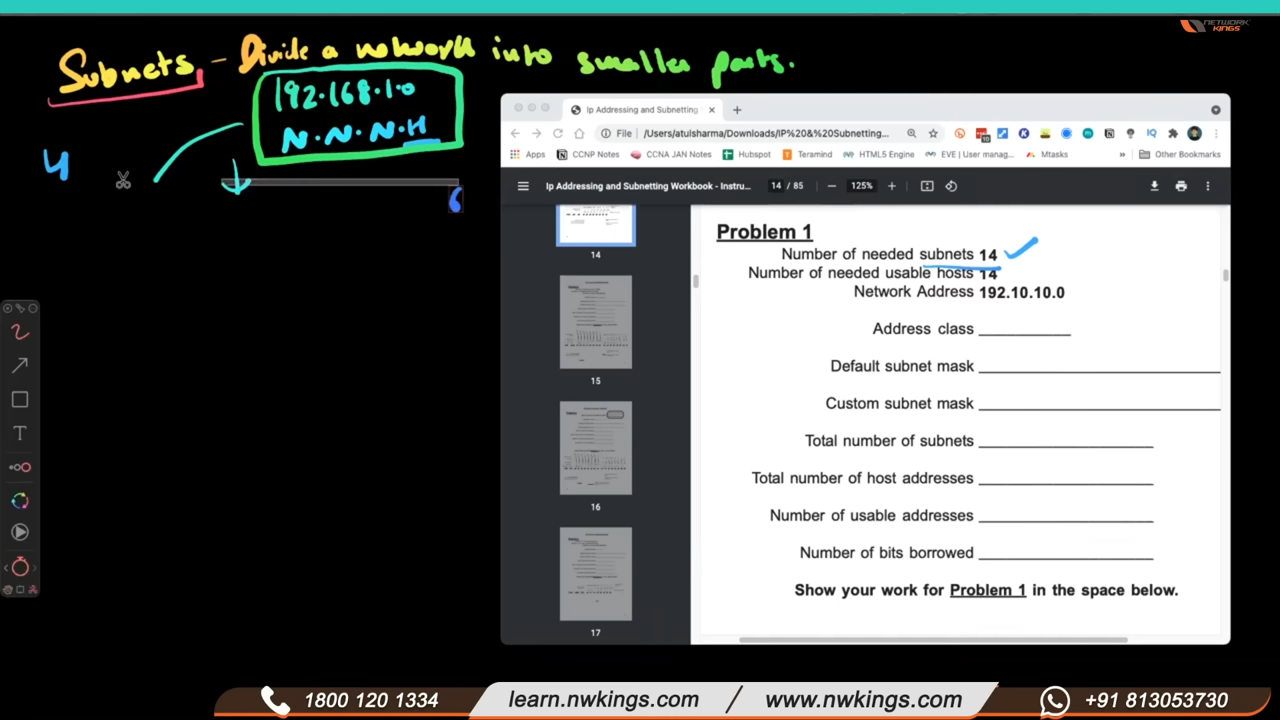 NETWORK
KINGS
Subnets - Divide a network into smaller parts.
192.168.1.0
N.N.N.H
4
Ip Addressing and Subnetting
File /Users/atulsharma/Downloads/IP%20&%20Subnetting...
Apps CCNP Notes CCNA JAN Notes Hubspot Teramind HTML5 Engine EVE | User manag... Mtasks » Other Bookmarks
Ip Addressing and Subnetting Workbook - Instru... 14 / 85 125%
14
15
16
17
Problem 1
Number of needed subnets 14
Number of needed usable hosts 14
Network Address 192.10.10.0
Address class
Default subnet mask
Custom subnet mask
Total number of subnets
Total number of host addresses
Number of usable addresses
Number of bits borrowed
Show your work for Problem 1 in the space below.
1800 120 1334 learn.nwkings.com / www.nwkings.com +91 813053730